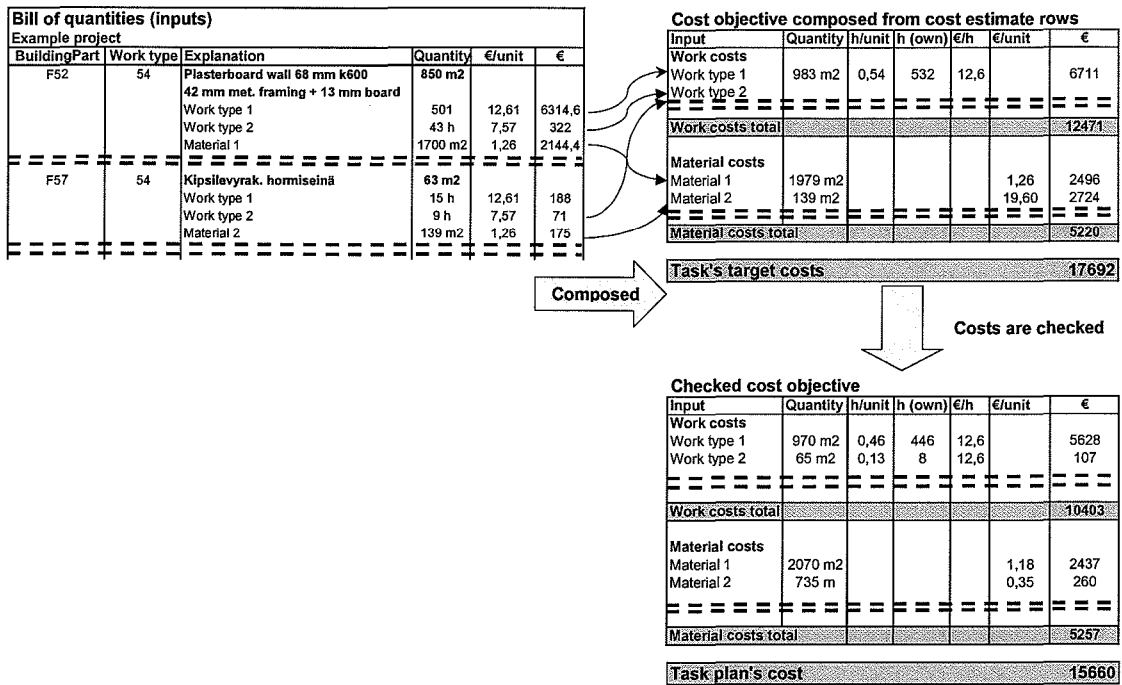 Bill of quantities (inputs)
Example project
BuildingPart Work type Explanation Quantity €/unit €
F52 54 Plasterboard wall 68 mm k600 850 m2
42 mm met. framing + 13 mm board
Work type 1 501 12,61 6314,6
Work type 2 43 h 7,57 322
Material 1 1700 m2 1,26 2144,4
F57 54 Kipsilevyrak. hormiseinä 63 m2
Work type 1 15 h 12,61 188
Work type 2 9 h 7,57 71
Material 2 139 m2 1,26 175
Composed
Cost objective composed from cost estimate rows
Input Quantity h/unit h (own) €/h €/unit €
Work costs
Work type 1 983 m2 0,54 532 12,6 6711
Work type 2
Work costs total 12471
Material costs
Material 1 1979 m2 1,26 2496
Material 2 139 m2 19,60 2724
Material costs total 5220
Task's target costs 17692
Costs are checked
Checked cost objective
Input Quantity h/unit h (own) €/h €/unit €
Work costs
Work type 1 970 m2 0,46 446 12,6 5628
Work type 2 65 m2 0,13 8 12,6 107
Work costs total 10403
Material costs
Material 1 2070 m2 1,18 2437
Material 2 735 m 0,35 260
Material costs total 5257
Task plan's cost 15660